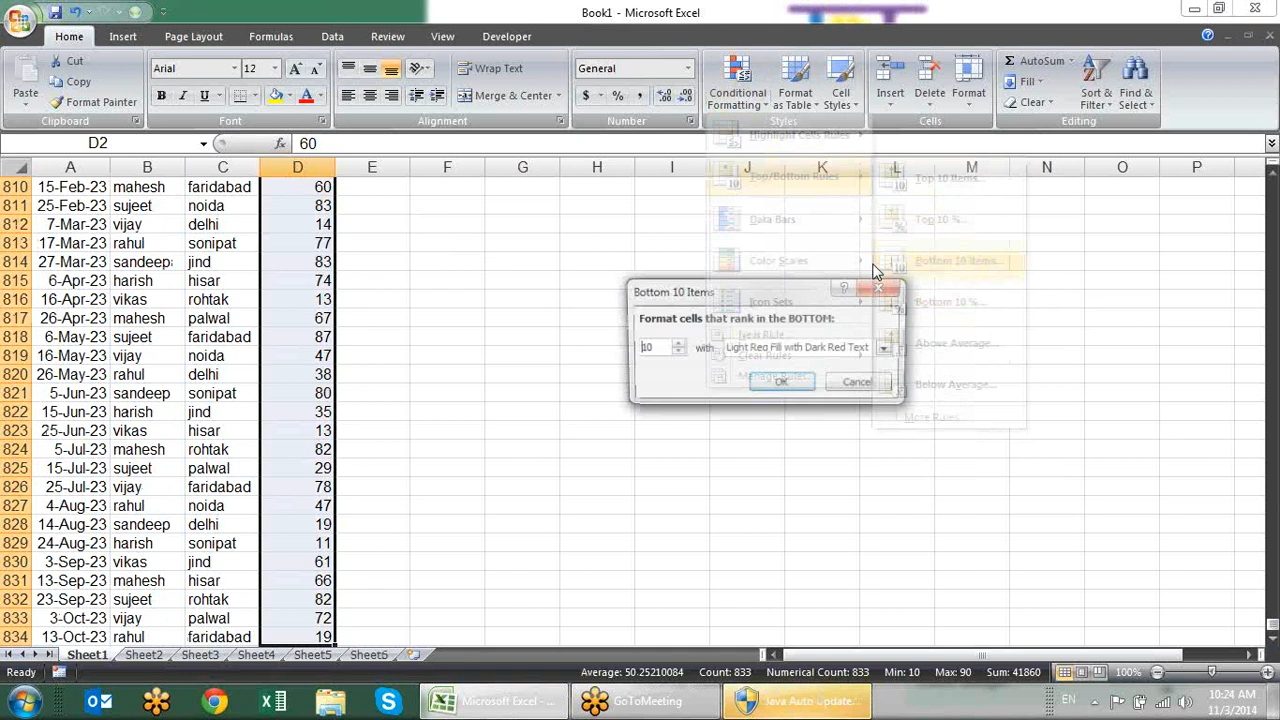 Book1 - Microsoft Excel
Home Insert Page Layout Formulas Data Review View Developer
Paste Cut Copy Format Painter Clipboard
Arial 12 Font
Wrap Text Merge & Center Alignment
General $ % , Number
Conditional Formatting Format as Table Cell Styles Styles
Insert Delete Format Cells
AutoSum Fill Clear Sort & Filter Find & Select Editing
D2 fx 60
A B C D E F G H I J K L M N O P
Highlight Cells Rules
Top/Bottom Rules
Data Bars
Color Scales
Icon Sets
New Rule...
Clear Rules
Manage Rules...
Top 10 Items...
Top 10 %...
Bottom 10 Items...
Bottom 10 %...
Above Average...
Below Average...
More Rules...
Bottom 10 Items
Format cells that rank in the BOTTOM:
10 with Light Red Fill with Dark Red Text
OK Cancel
810 15-Feb-23 mahesh faridabad 60
811 25-Feb-23 sujeet noida 83
812 7-Mar-23 vijay delhi 14
813 17-Mar-23 rahul sonipat 77
814 27-Mar-23 sandeep jind 83
815 6-Apr-23 harish hisar 74
816 16-Apr-23 vikas rohtak 13
817 26-Apr-23 mahesh palwal 67
818 6-May-23 sujeet faridabad 87
819 16-May-23 vijay noida 47
820 26-May-23 rahul delhi 38
821 5-Jun-23 sandeep sonipat 80
822 15-Jun-23 harish jind 35
823 25-Jun-23 vikas hisar 13
824 5-Jul-23 mahesh rohtak 82
825 15-Jul-23 sujeet palwal 29
826 25-Jul-23 vijay faridabad 78
827 4-Aug-23 rahul noida 47
828 14-Aug-23 sandeep delhi 19
829 24-Aug-23 harish sonipat 11
830 3-Sep-23 vikas jind 61
831 13-Sep-23 mahesh hisar 66
832 23-Sep-23 sujeet rohtak 82
833 3-Oct-23 vijay palwal 72
834 13-Oct-23 rahul faridabad 19
Sheet1 Sheet2 Sheet3 Sheet4 Sheet5 Sheet6
Ready Average: 50.25210084 Count: 833 Numerical Count: 833 Min: 10 Max: 90 Sum: 41860 100%
Microsoft Excel ... GoToMeeting Java Auto Update... EN 10:24 AM
11/3/2014